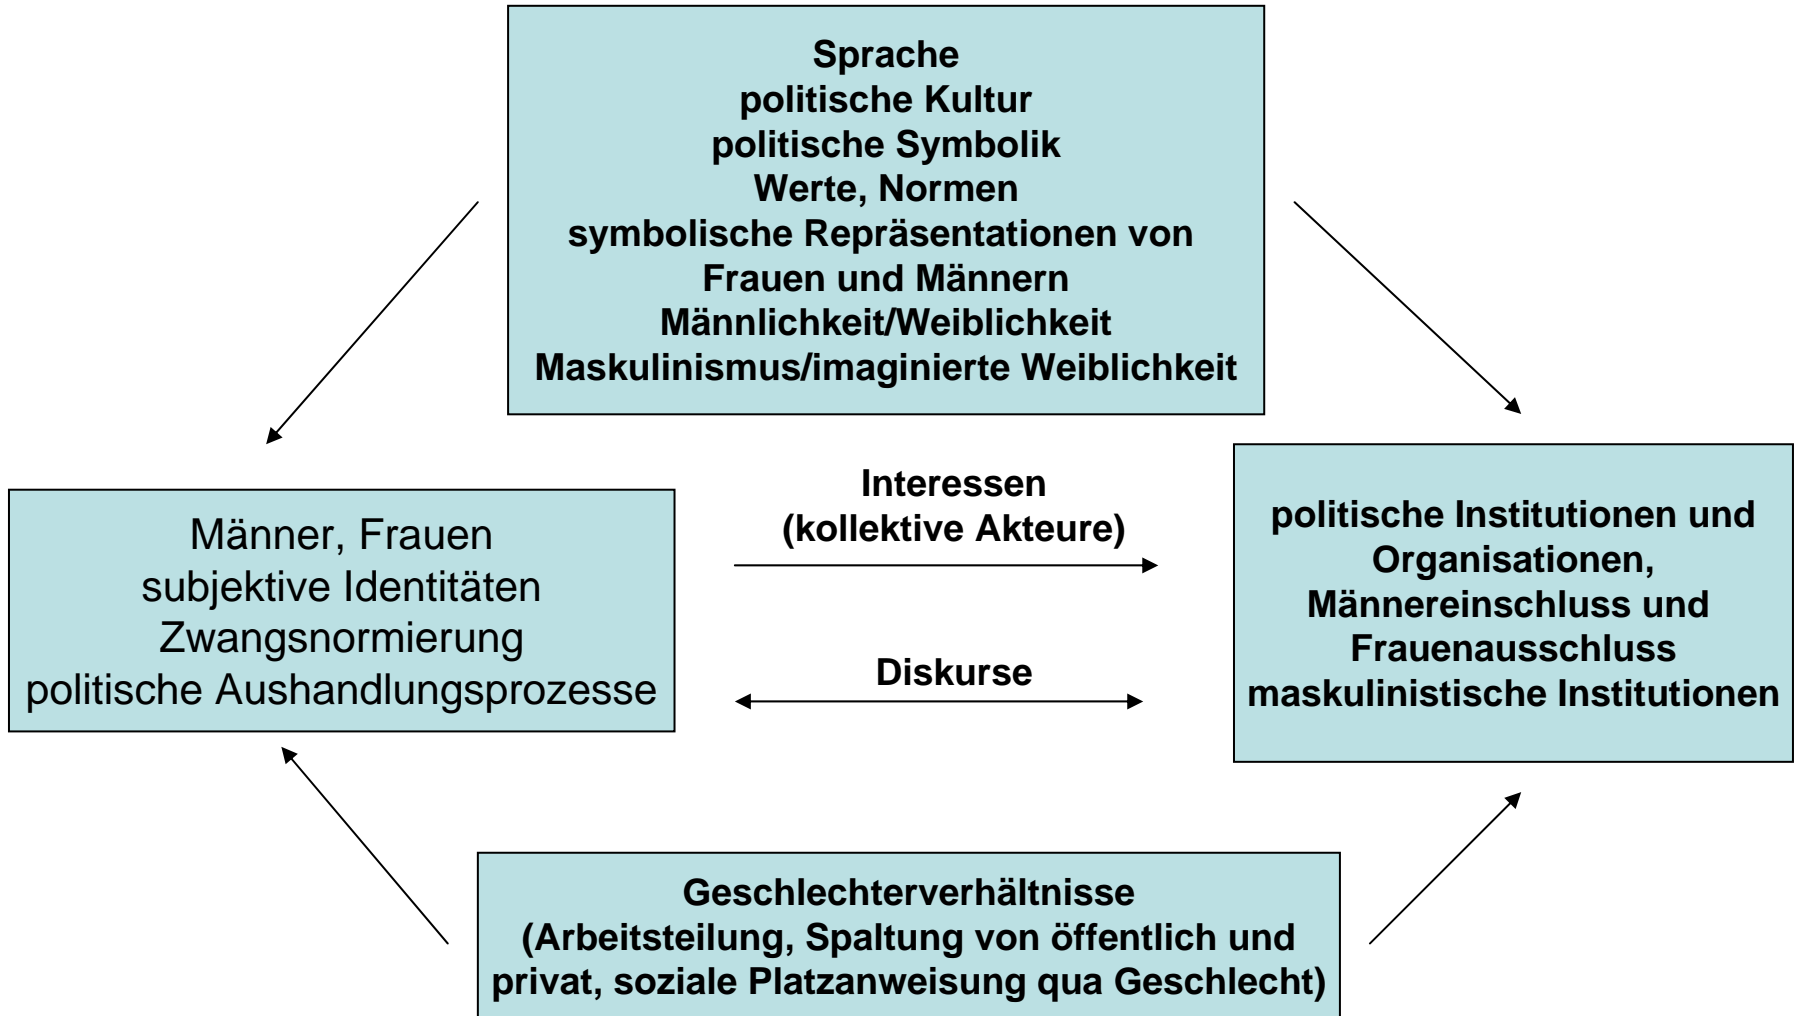 Sprache
politische Kultur
politische Symbolik
Werte, Normen
symbolische Repräsentationen von
Frauen und Männern
Männlichkeit/Weiblichkeit
Maskulinismus/imaginierte Weiblichkeit
Männer, Frauen
subjektive Identitäten
Zwangsnormierung
politische Aushandlungsprozesse
Interessen
(kollektive Akteure)
Diskurse
politische Institutionen und
Organisationen,
Männereinschluss und
Frauenausschluss
maskulinistische Institutionen
Geschlechterverhältnisse
(Arbeitsteilung, Spaltung von öffentlich und
privat, soziale Platzanweisung qua Geschlecht)